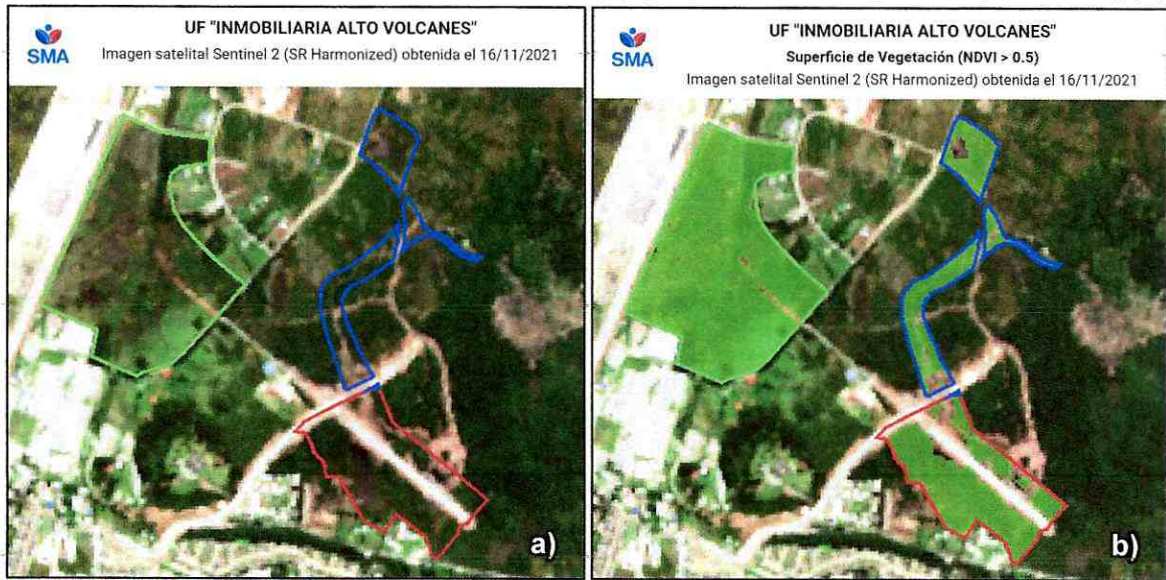 SMA
UF "INMOBILIARIA ALTO VOLCANES"
Imagen satelital Sentinel 2 (SR Harmonized) obtenida el 16/11/2021
a)
SMA
UF "INMOBILIARIA ALTO VOLCANES"
Superficie de Vegetación (NDVI > 0.5)
Imagen satelital Sentinel 2 (SR Harmonized) obtenida el 16/11/2021
b)